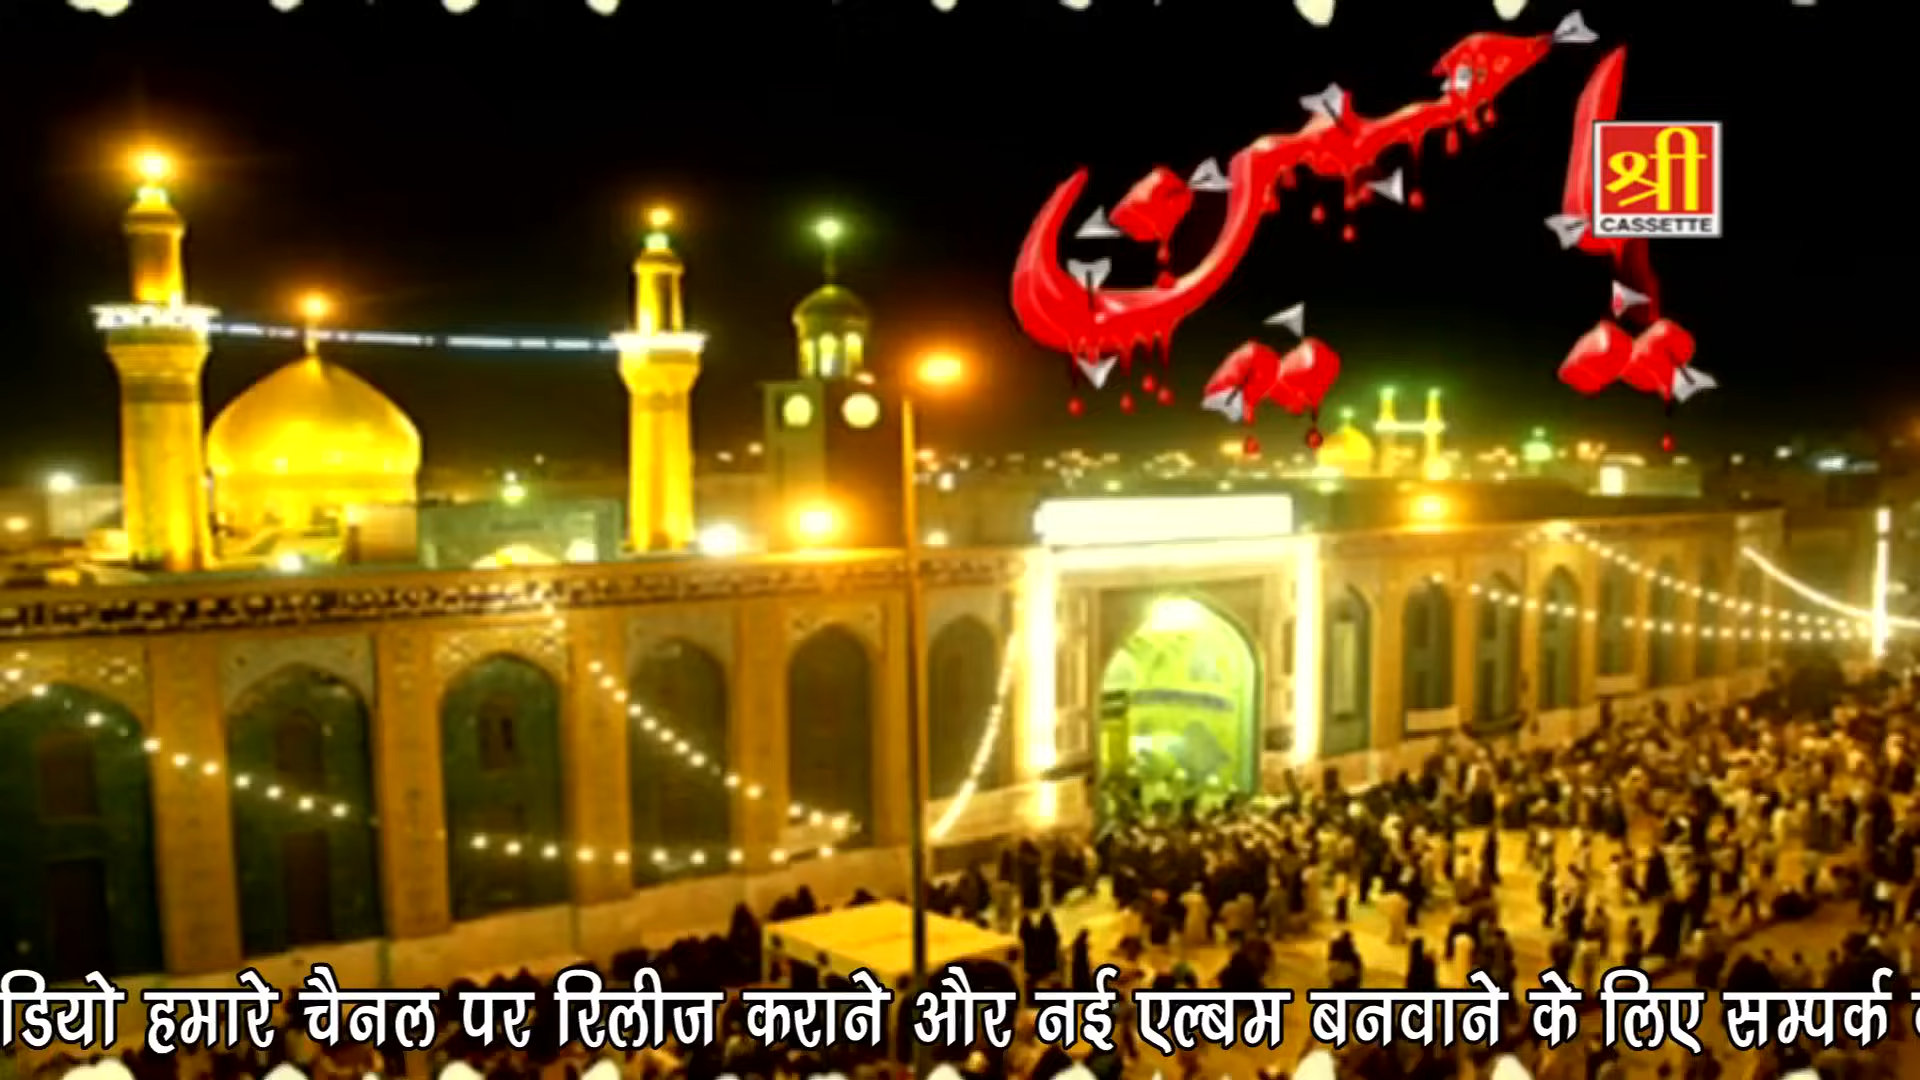 یا حسین
श्री
CASSETTE
डियो हमारे चैनल पर रिलीज कराने और नई एल्बम बनवाने के लिए सम्पर्क